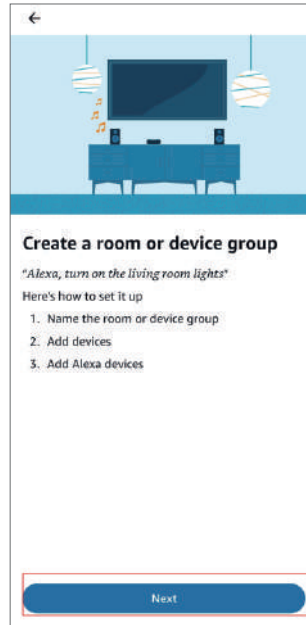 Create a room or device group
"Alexa, turn on the living room lights"
Here's how to set it up
1. Name the room or device group
2. Add devices
3. Add Alexa devices
Next